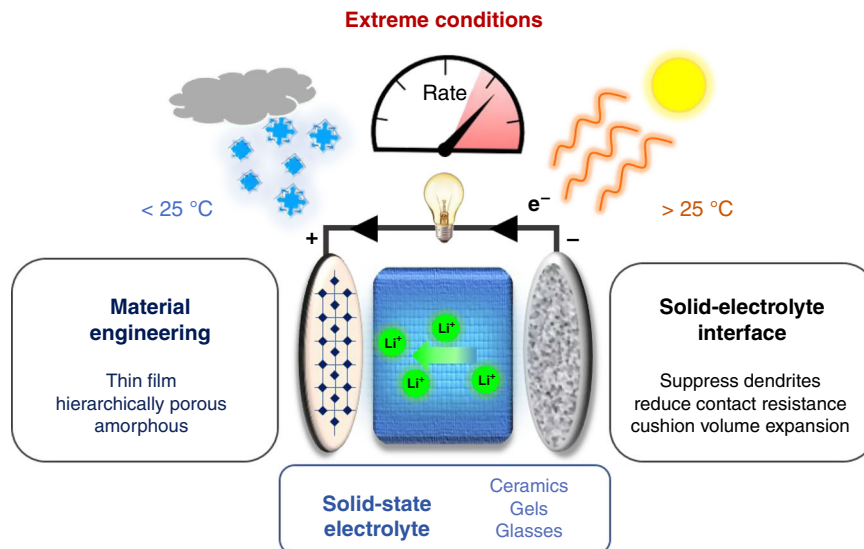 Extreme conditions
Rate
< 25 °C
> 25 °C
e⁻
+
−
Material
engineering
Thin film
hierarchically porous
amorphous
Li⁺
Li⁺
Li⁺
Li⁺
Solid-electrolyte
interface
Suppress dendrites
reduce contact resistance
cushion volume expansion
Solid-state
electrolyte
Ceramics
Gels
Glasses